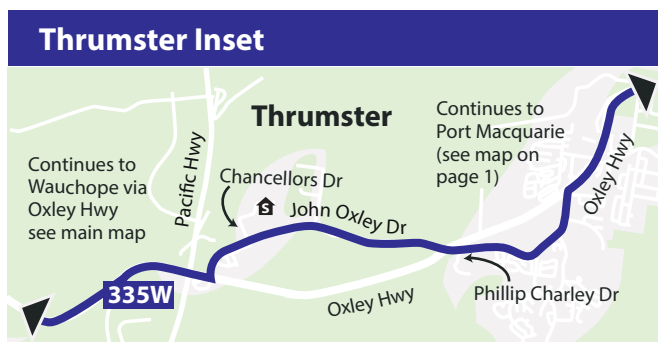 Thrumster Inset
Thrumster
Continues to
Port Macquarie
(see map on
page 1)
Oxley Hwy
Pacific Hwy
Continues to
Wauchope via
Oxley Hwy
see main map
Chancellors Dr
S
John Oxley Dr
335W
Oxley Hwy
Phillip Charley Dr